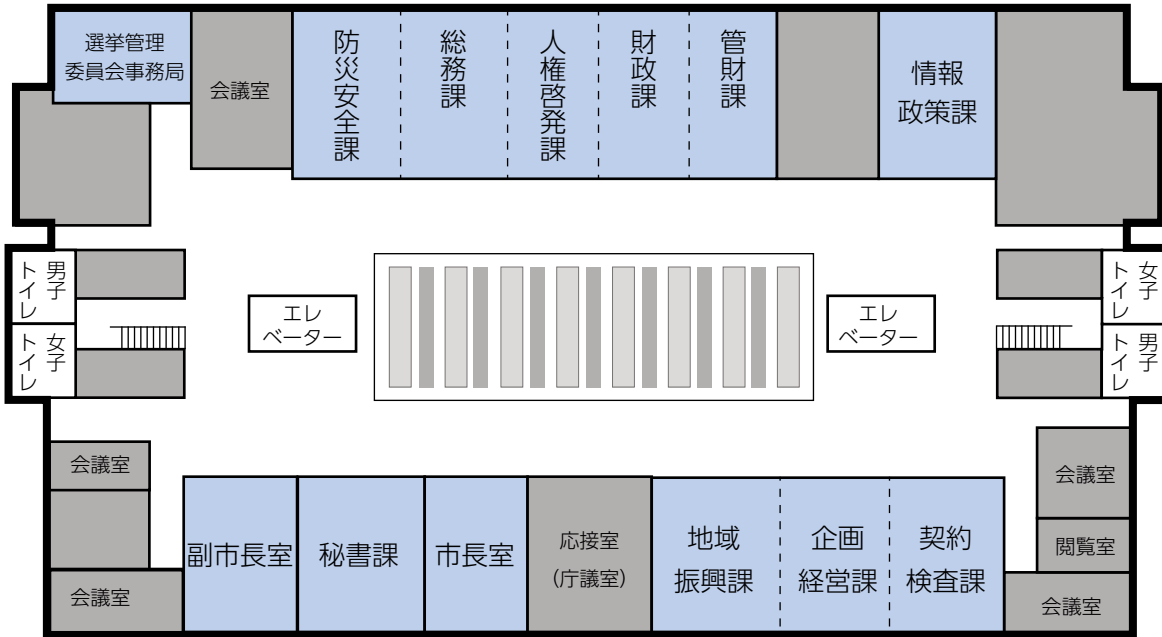 選挙管理
委員会事務局
会議室
防災安全課
総務課
人権啓発課
財政課
管財課
情報
政策課
男子
トイレ
女子
トイレ
エレ
ベーター
エレ
ベーター
女子
トイレ
男子
トイレ
会議室
会議室
副市長室
秘書課
市長室
応接室
(庁議室)
地域
振興課
企画
経営課
契約
検査課
会議室
閲覧室
会議室